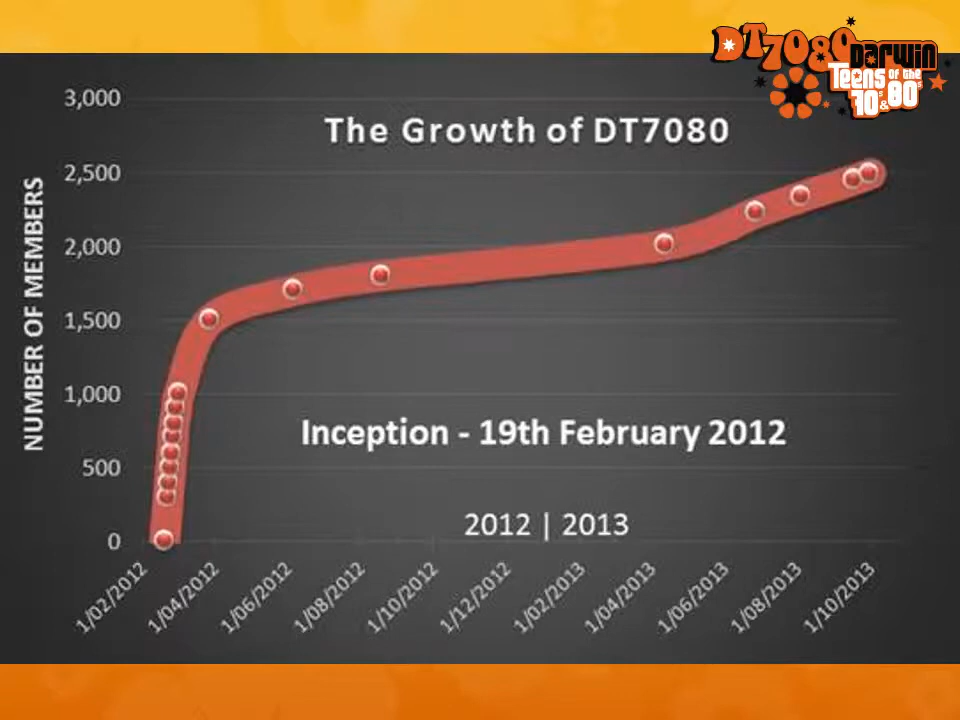 DT7080 Darwin
Teens of the
70s & 80s
The Growth of DT7080
NUMBER OF MEMBERS
3,000
2,500
2,000
1,500
1,000
500
0
Inception - 19th February 2012
2012 | 2013
1/02/2012
1/04/2012
1/06/2012
1/08/2012
1/10/2012
1/12/2012
1/02/2013
1/04/2013
1/06/2013
1/08/2013
1/10/2013